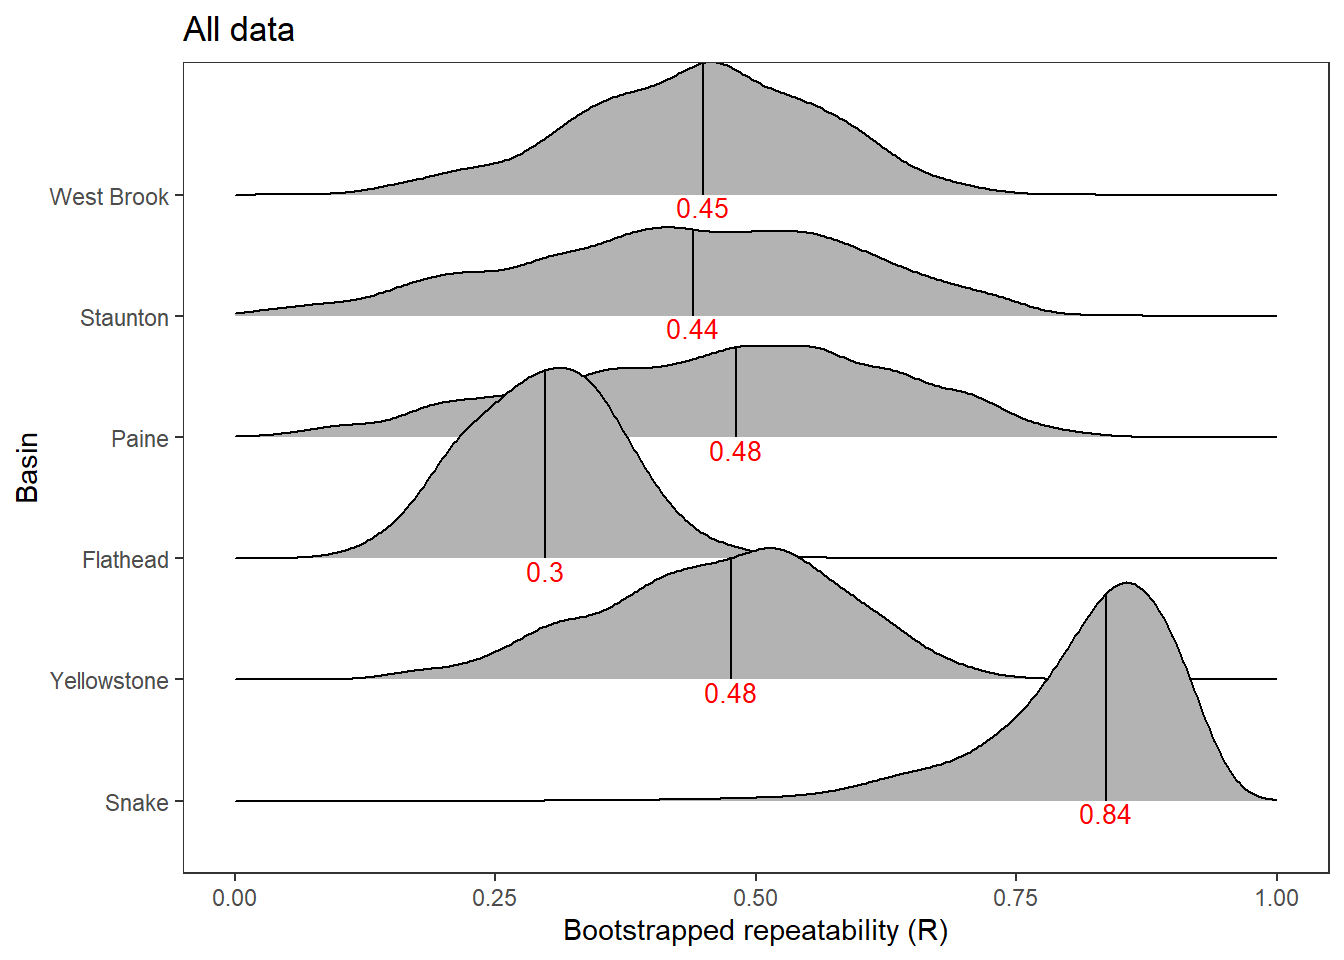 All data
West Brook
0.45
Staunton
0.44
Paine
0.48
Basin
Flathead
0.3
Yellowstone
0.48
Snake
0.84
0.00 0.25 0.50 0.75 1.00
Bootstrapped repeatability (R)